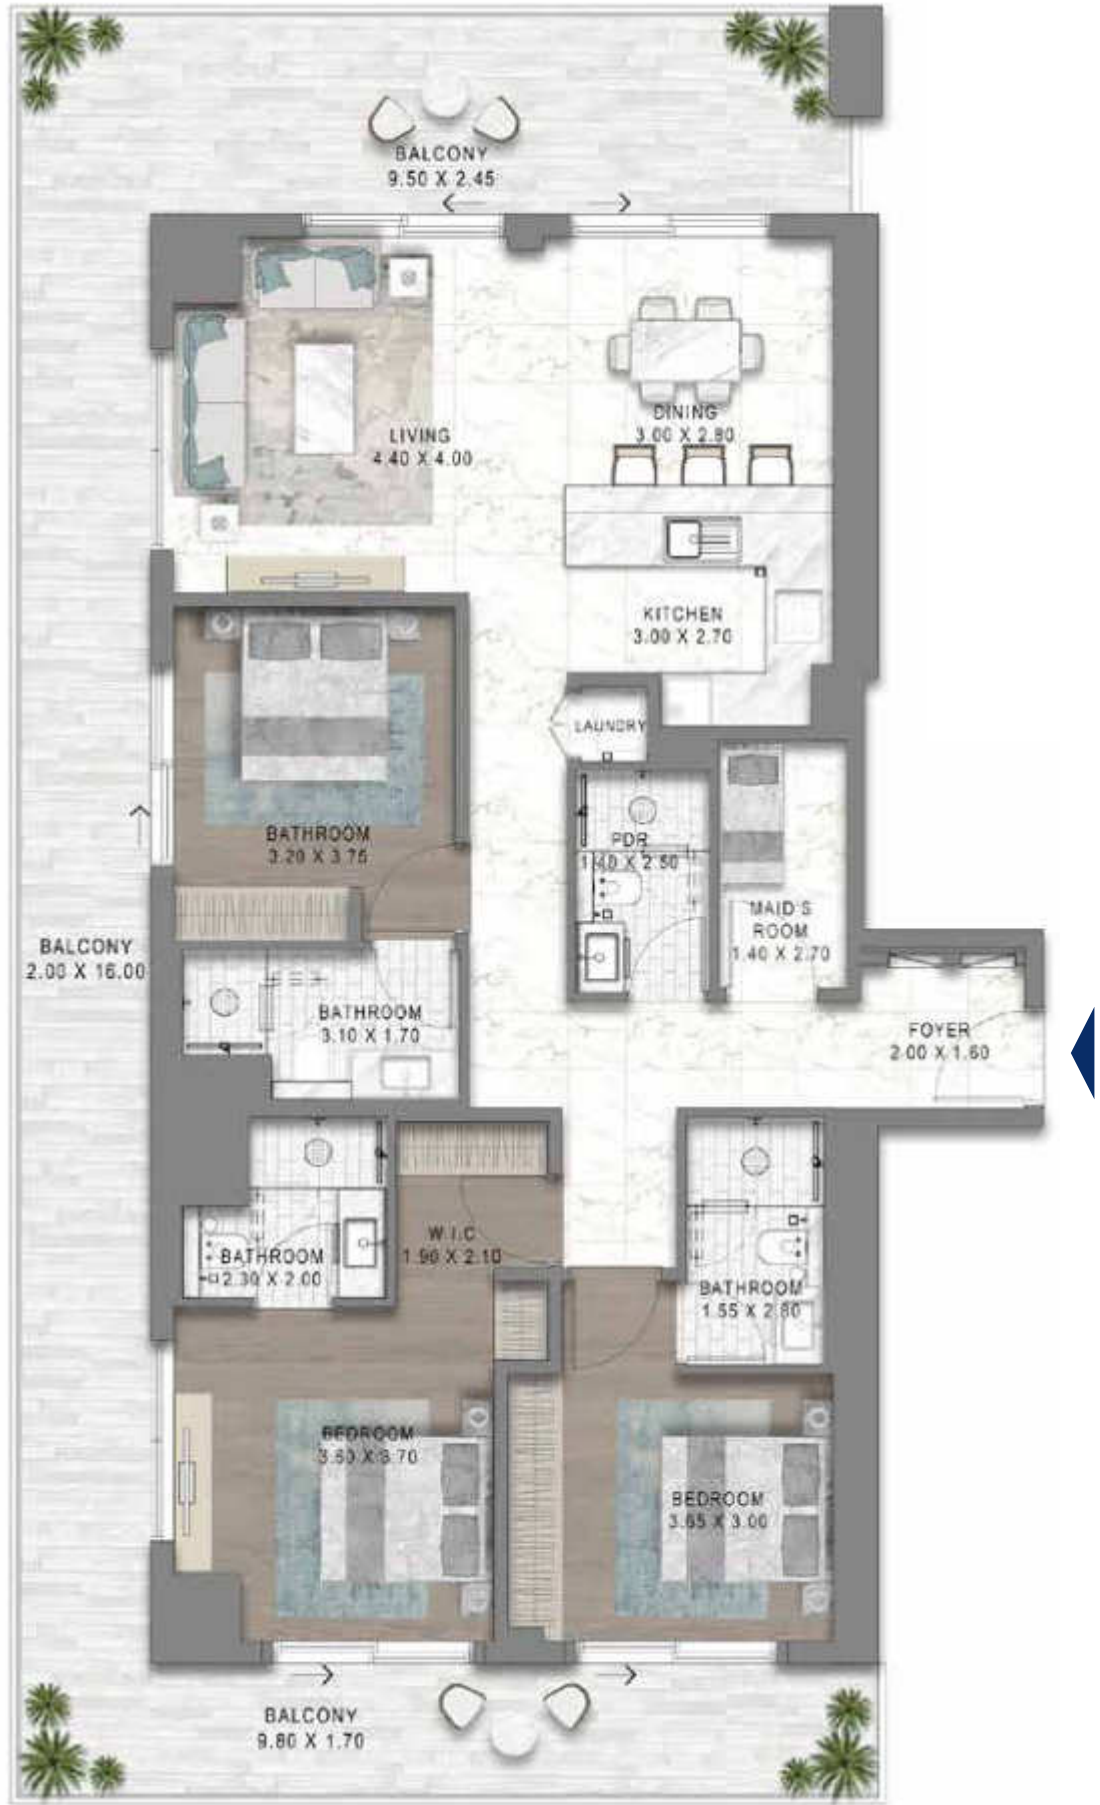 BALCONY
9.50 X 2.45
LIVING
4.40 X 4.00
DINING
3.00 X 2.80
KITCHEN
3.00 X 2.70
LAUNDRY
BATHROOM
3.20 X 3.75
PDR
1.40 X 2.50
MAID'S
ROOM
1.40 X 2.70
BALCONY
2.00 X 16.00
BATHROOM
3.10 X 1.70
FOYER
2.00 X 1.60
BATHROOM
2.30 X 2.00
W.I.C
1.90 X 2.10
BATHROOM
1.55 X 2.80
BEDROOM
3.60 X 3.70
BEDROOM
3.65 X 3.00
BALCONY
9.80 X 1.70